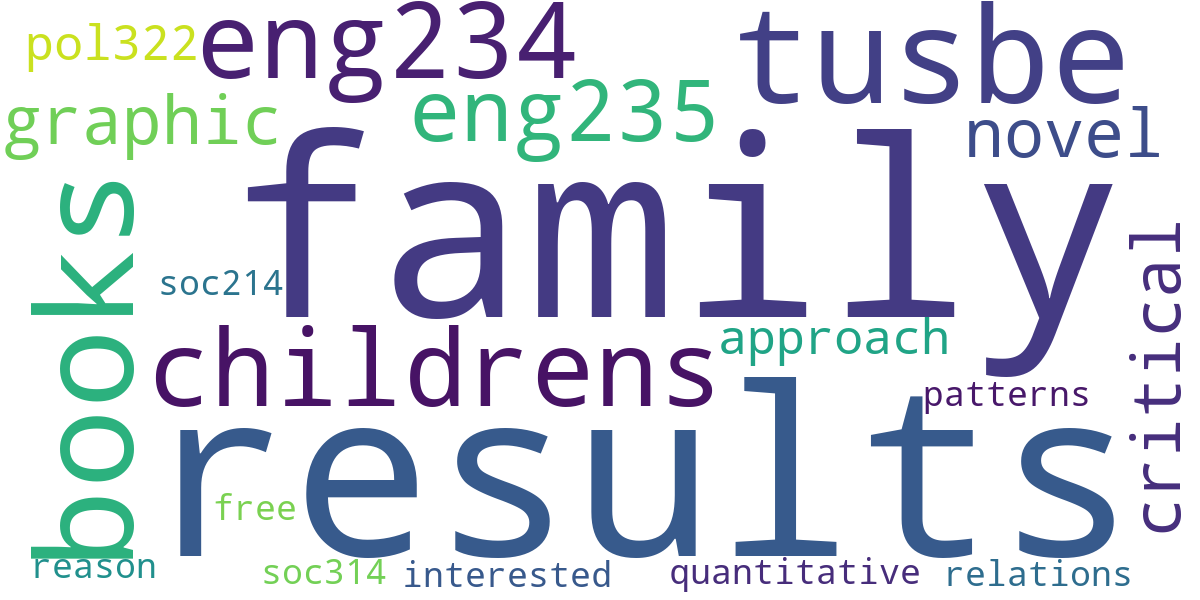 pol322
eng234
tusbe
graphic
eng235
novel
family
books
soc214
critical
childrens
approach
patterns
results
free
reason
soc314
interested
quantitative
relations